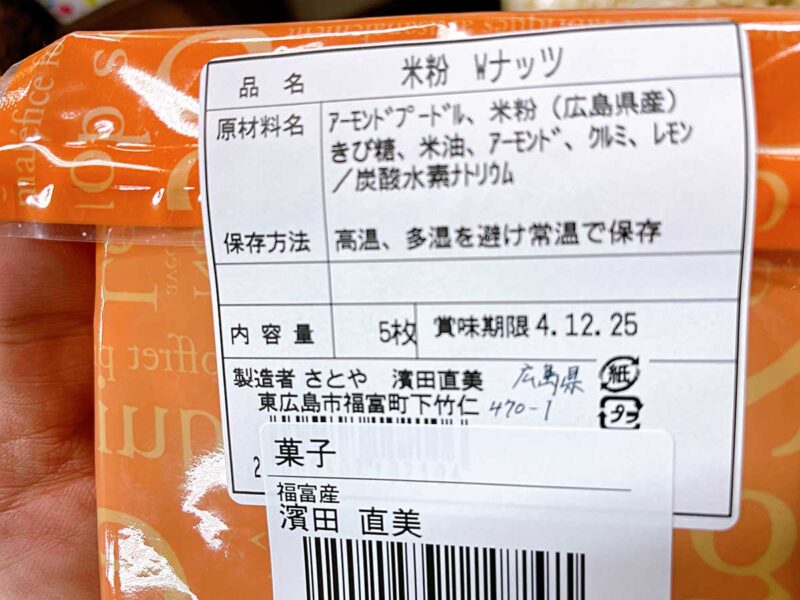 品名 米粉 Wナッツ
原材料名 アーモンドプードル、米粉（広島県産）
きび糖、米油、アーモンド、クルミ、レモン
／炭酸水素ナトリウム
保存方法 高温、多湿を避け常温で保存
内容量 5枚 賞味期限 4.12.25
製造者 さとや 濱田直美 広島県 紙
東広島市福富町下竹仁 470-1 プラ
2
菓子
福富産
濱田 直美